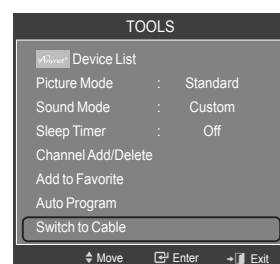 TOOLS
Anynet+ Device List
Picture Mode : Standard
Sound Mode : Custom
Sleep Timer : Off
Channel Add/Delete
Add to Favorite
Auto Program
Switch to Cable
Move Enter Exit